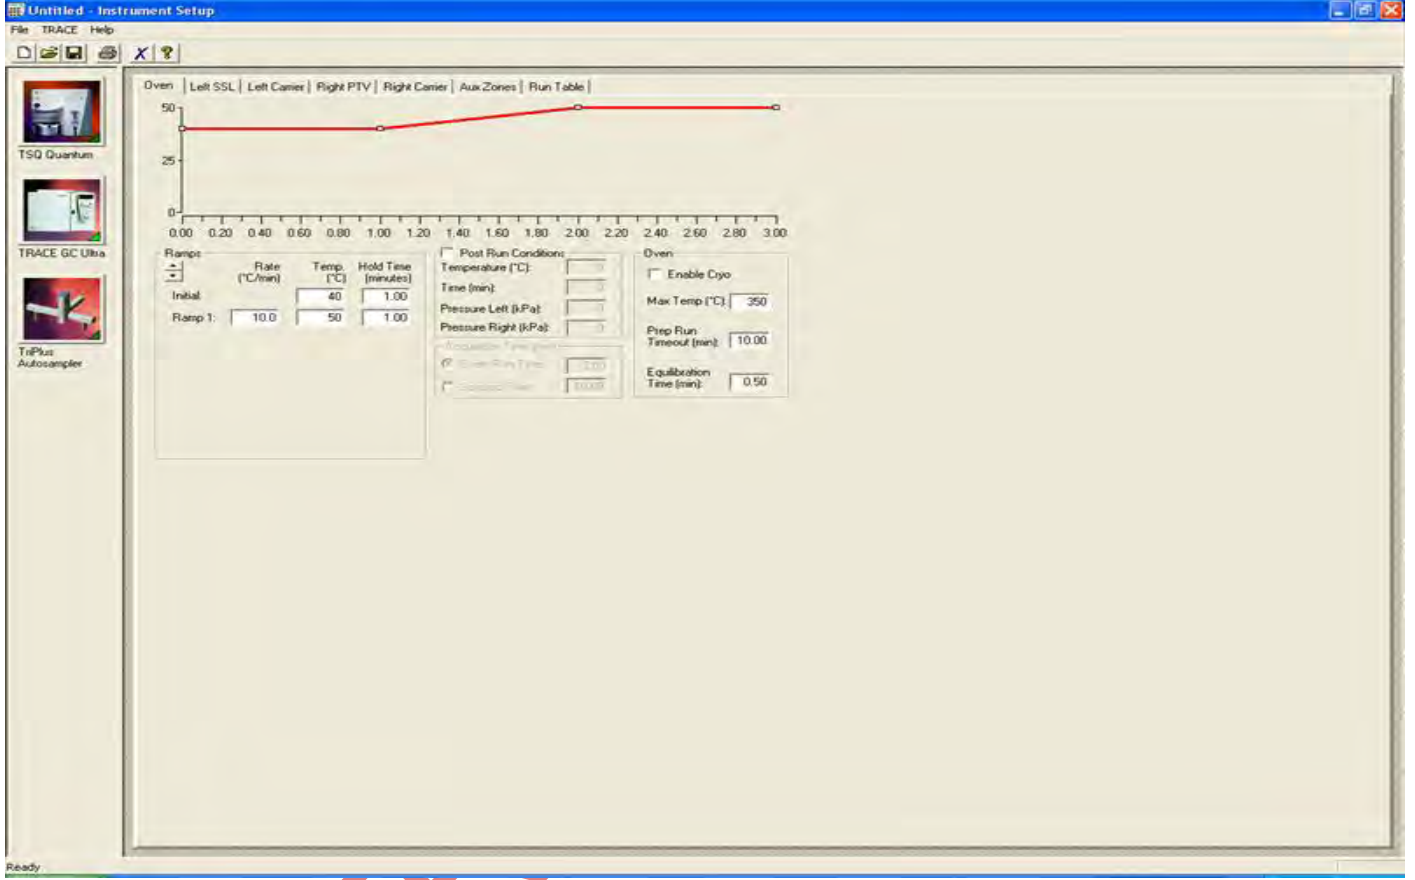 Untitled - Instrument Setup
File TRACE Help
TSQ Quantum
TRACE GC Ultra
TriPlus
Autosampler
Oven Left SSL Left Carrier Right PTV Right Carrier Aux Zones Run Table
50
25
0
0.00 0.20 0.40 0.60 0.80 1.00 1.20 1.40 1.60 1.80 2.00 2.20 2.40 2.60 2.80 3.00
Ramps
Rate Temp. Hold Time
(°C/min) (°C) (minutes)
Initial: 40 1.00
Ramp 1: 10.0 50 1.00
Post Run Conditions
Temperature (°C): 0
Time (min): 0
Pressure Left (kPa): 0
Pressure Right (kPa): 0
Oven
Enable Cryo
Max Temp (°C): 350
Prep Run
Timeout (min): 10.00
Equilibration
Time (min): 0.50
Ready